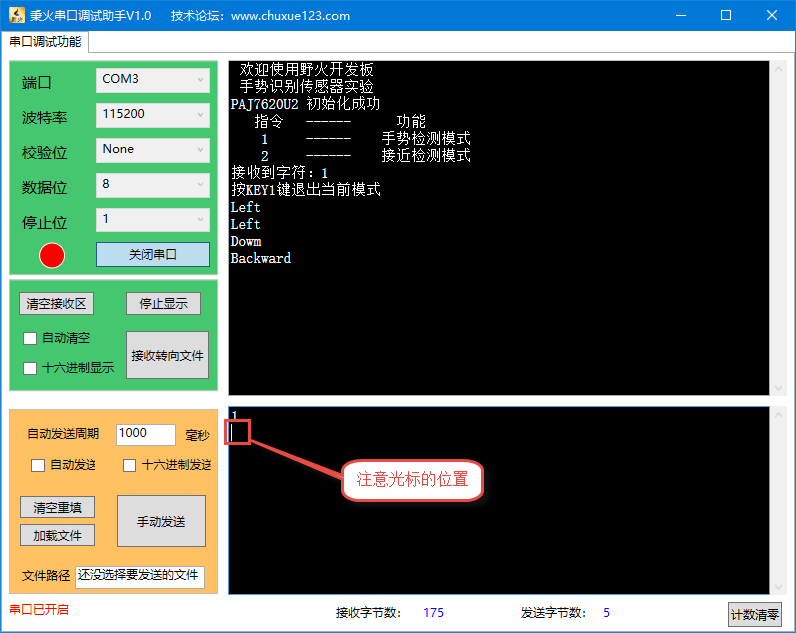 秉火串口调试助手V1.0 技术论坛：www.chuxue123.com
串口调试功能
端口 COM3
波特率 115200
校验位 None
数据位 8
停止位 1
关闭串口
清空接收区 停止显示
自动清空
十六进制显示
接收转向文件
自动发送周期 1000 毫秒
自动发送 十六进制发送
清空重填
加载文件
手动发送
文件路径 还没选择要发送的文件
欢迎使用野火开发板
手势识别传感器实验
PAJ7620U2 初始化成功
指令 ------ 功能
1 ------ 手势检测模式
2 ------ 接近检测模式
接收到字符：1
按KEY1键退出当前模式
Left
Left
Dowm
Backward
1
注意光标的位置
串口已开启 接收字节数： 175 发送字节数： 5 计数清零